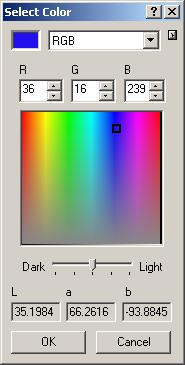 Select Color
RGB
R G B
36 16 239
Dark Light
L a b
35.1984 66.2616 -93.8845
OK Cancel